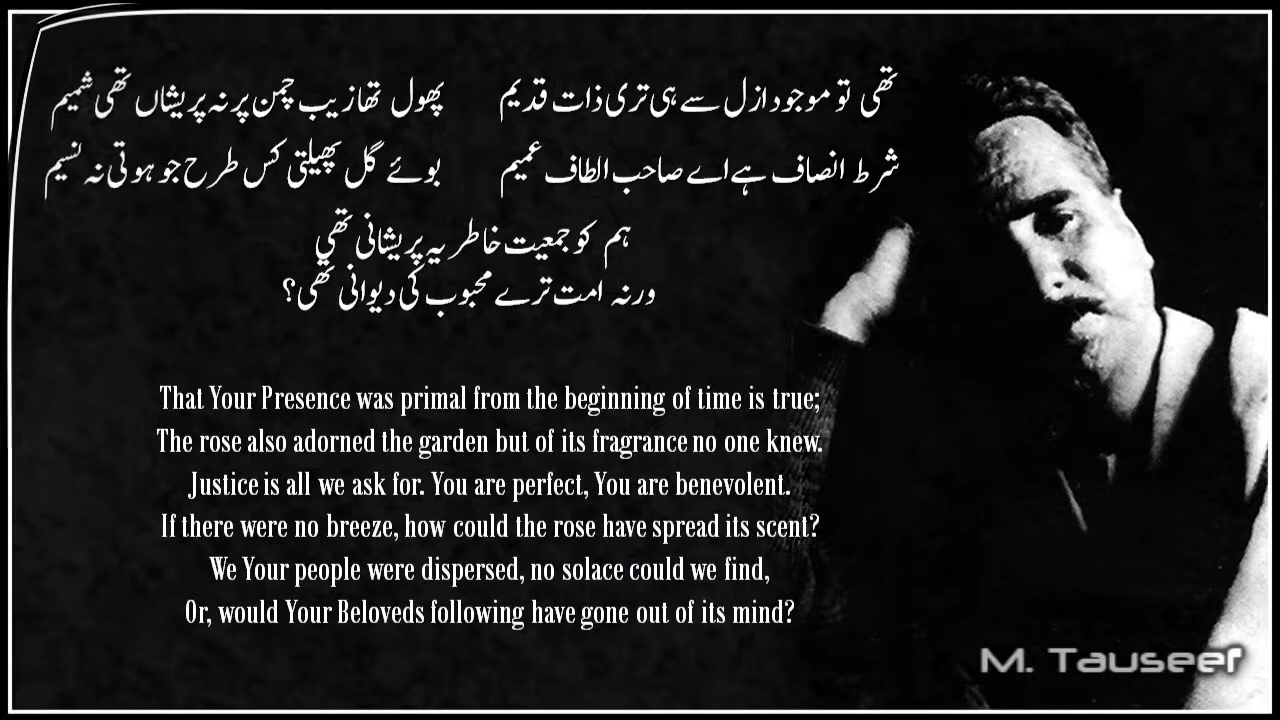 تھی تو موجود ازل سے ہی تری ذات قدیم پھول تھا زیب چمن پر نہ پریشاں تھی شمیم
شرط انصاف ہے اے صاحب الطاف عمیم بوئے گل پھیلتی کس طرح جو ہوتی نہ نسیم
ہم کو جمعیت خاطر یہ پریشانی تھی
ورنہ امت ترے محبوب کی دیوانی تھی؟
That Your Presence was primal from the beginning of time is true;
The rose also adorned the garden but of its fragrance no one knew.
Justice is all we ask for. You are perfect, You are benevolent.
If there were no breeze, how could the rose have spread its scent?
We Your people were dispersed, no solace could we find,
Or, would Your Beloveds following have gone out of its mind?
M. Tauseef